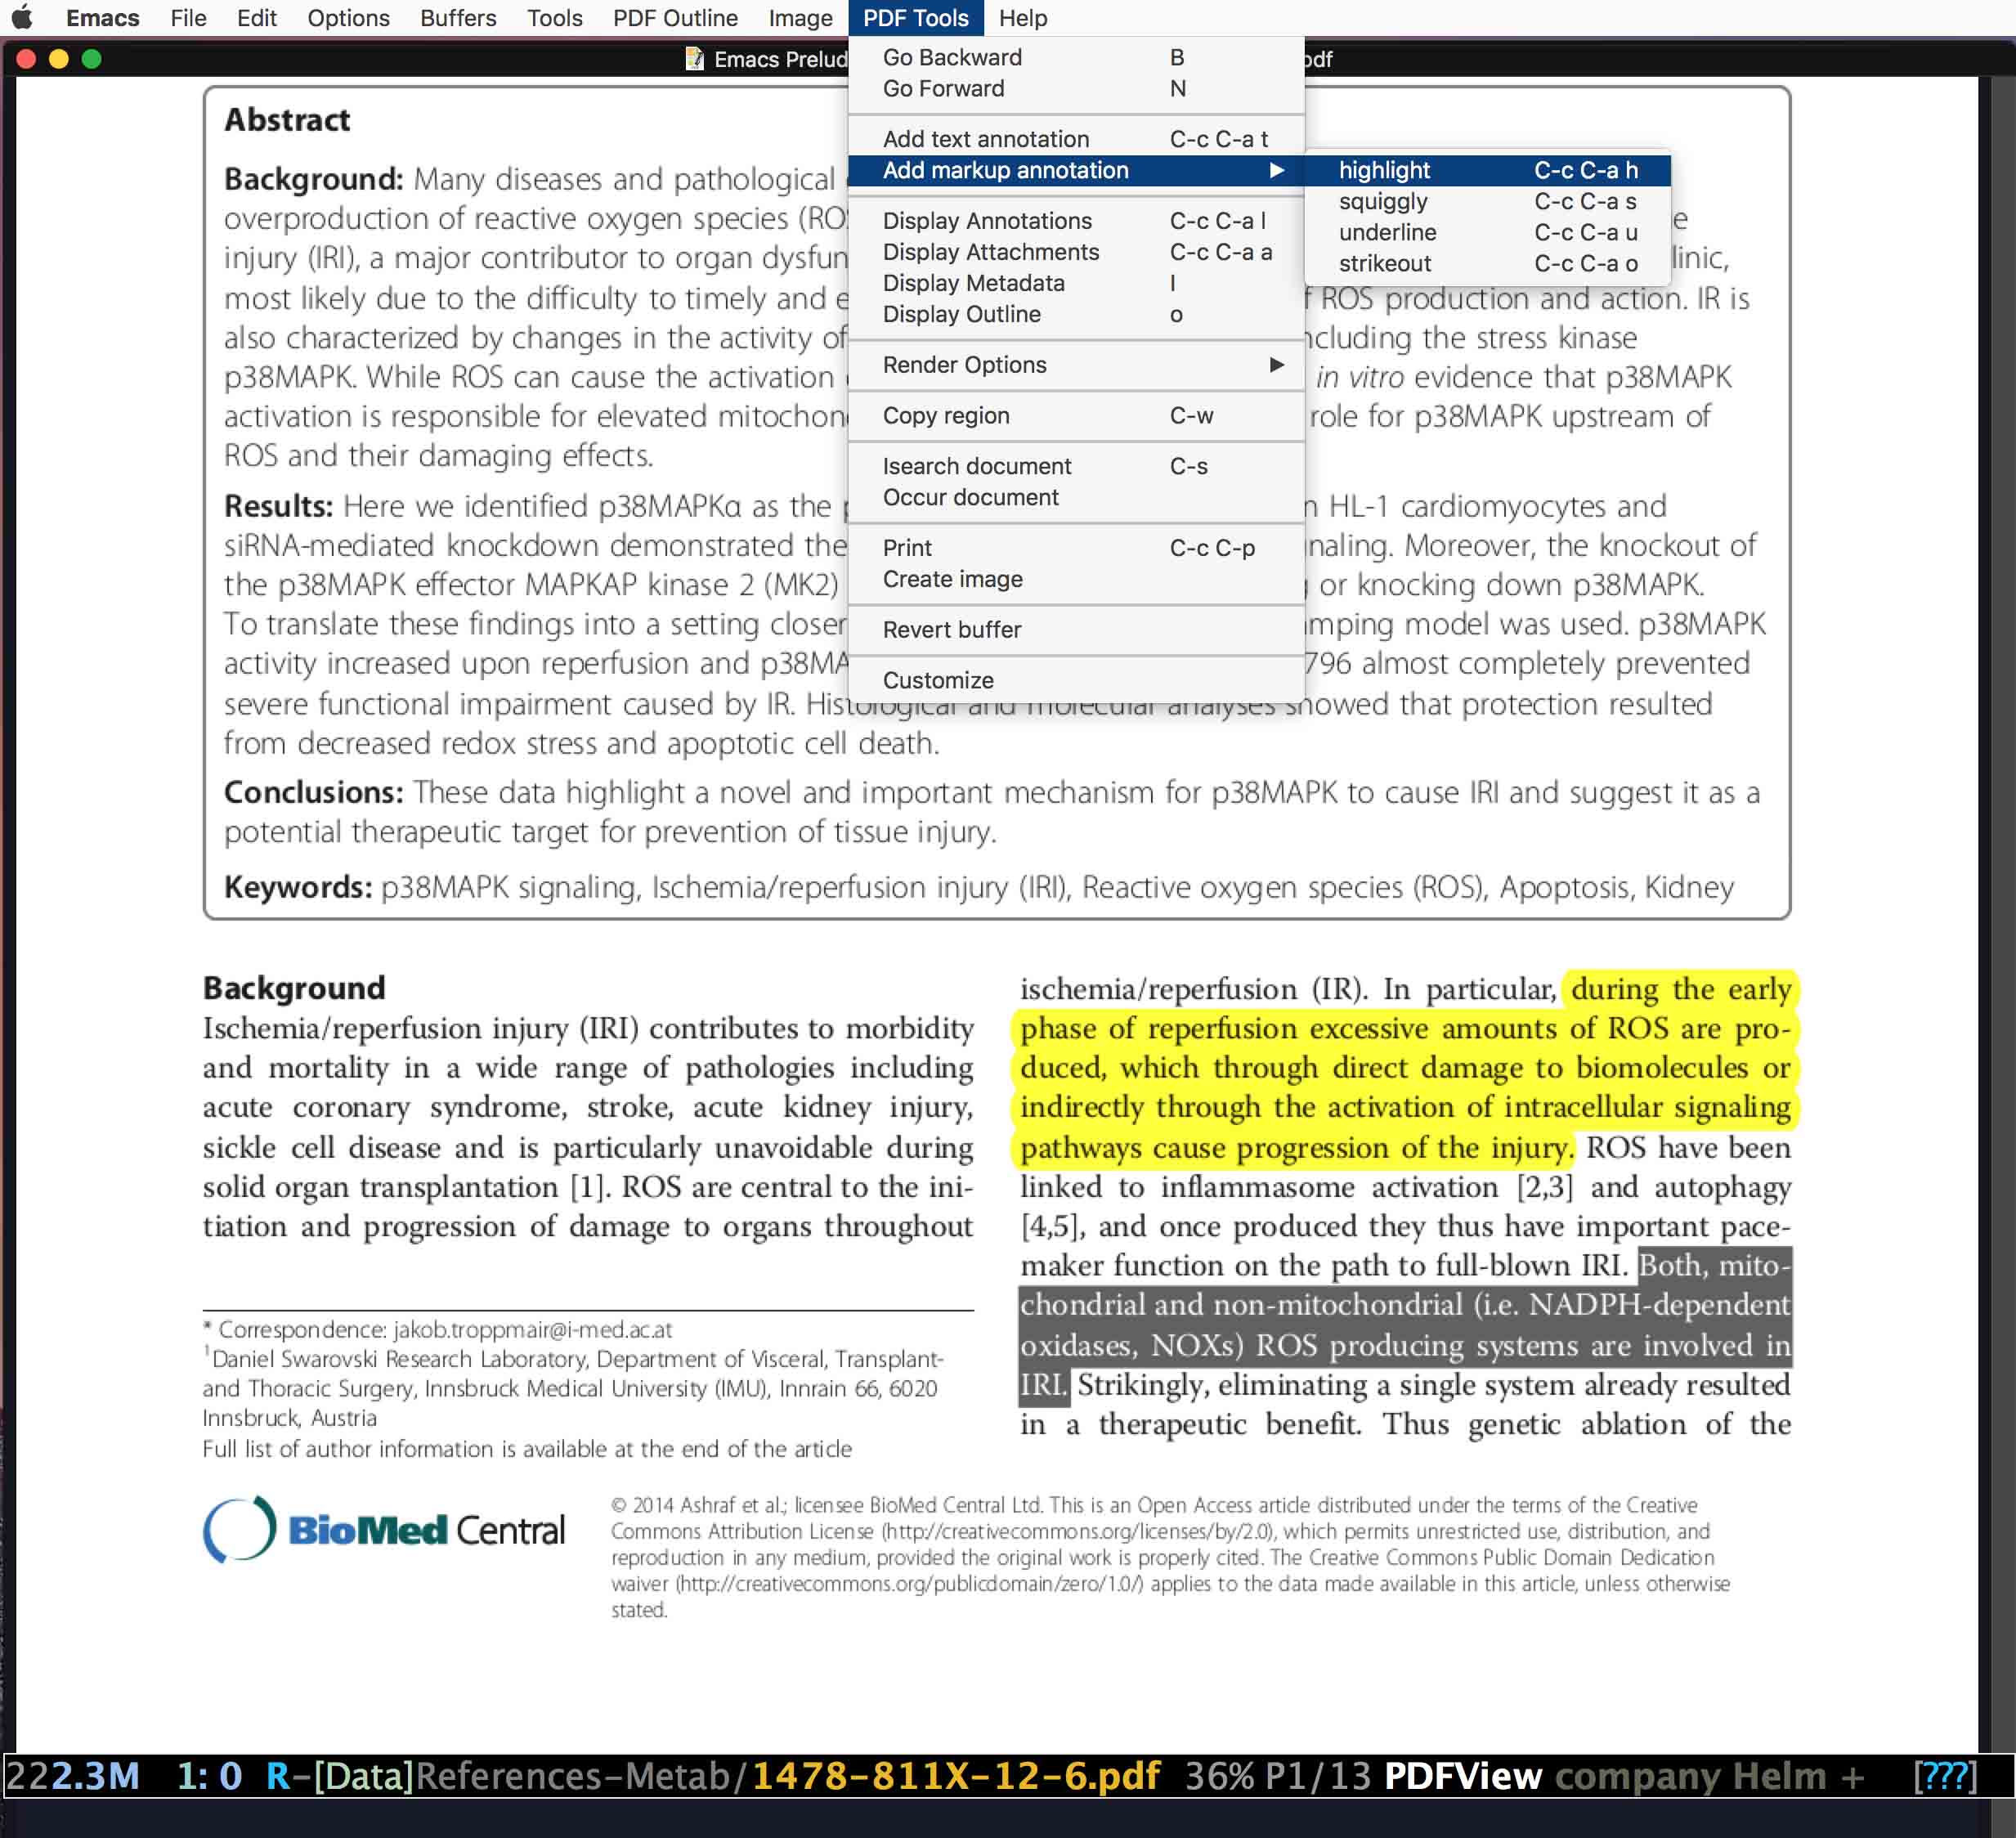 Emacs File Edit Options Buffers Tools PDF Outline Image PDF Tools Help
Emacs Prelud
pdf
Go Backward B
Go Forward N
Add text annotation C-c C-a t
Add markup annotation ▶
Display Annotations C-c C-a l
Display Attachments C-c C-a a
Display Metadata I
Display Outline o
Render Options ▶
Copy region C-w
Isearch document C-s
Occur document
Print C-c C-p
Create image
Revert buffer
Customize
highlight C-c C-a h
squiggly C-c C-a s
underline C-c C-a u
strikeout C-c C-a o
Abstract
Background: Many diseases and pathological
overproduction of reactive oxygen species (RO e
injury (IRI), a major contributor to organ dysfun linic,
most likely due to the difficulty to timely and e f ROS production and action. IR is
also characterized by changes in the activity of ncluding the stress kinase
p38MAPK. While ROS can cause the activation in vitro evidence that p38MAPK
activation is responsible for elevated mitochon role for p38MAPK upstream of
ROS and their damaging effects.
Results: Here we identified p38MAPKα as the p n HL-1 cardiomyocytes and
siRNA-mediated knockdown demonstrated the naling. Moreover, the knockout of
the p38MAPK effector MAPKAP kinase 2 (MK2) g or knocking down p38MAPK.
To translate these findings into a setting closer mping model was used. p38MAPK
activity increased upon reperfusion and p38MA 796 almost completely prevented
severe functional impairment caused by IR. Histological and molecular analyses showed that protection resulted
from decreased redox stress and apoptotic cell death.
Conclusions: These data highlight a novel and important mechanism for p38MAPK to cause IRI and suggest it as a
potential therapeutic target for prevention of tissue injury.
Keywords: p38MAPK signaling, Ischemia/reperfusion injury (IRI), Reactive oxygen species (ROS), Apoptosis, Kidney
Background
Ischemia/reperfusion injury (IRI) contributes to morbidity
and mortality in a wide range of pathologies including
acute coronary syndrome, stroke, acute kidney injury,
sickle cell disease and is particularly unavoidable during
solid organ transplantation [1]. ROS are central to the ini-
tiation and progression of damage to organs throughout
* Correspondence: jakob.troppmair@i-med.ac.at
1Daniel Swarovski Research Laboratory, Department of Visceral, Transplant-
and Thoracic Surgery, Innsbruck Medical University (IMU), Innrain 66, 6020
Innsbruck, Austria
Full list of author information is available at the end of the article
ischemia/reperfusion (IR). In particular, during the early
phase of reperfusion excessive amounts of ROS are pro-
duced, which through direct damage to biomolecules or
indirectly through the activation of intracellular signaling
pathways cause progression of the injury. ROS have been
linked to inflammasome activation [2,3] and autophagy
[4,5], and once produced they thus have important pace-
maker function on the path to full-blown IRI. Both, mito-
chondrial and non-mitochondrial (i.e. NADPH-dependent
oxidases, NOXs) ROS producing systems are involved in
IRI. Strikingly, eliminating a single system already resulted
in a therapeutic benefit. Thus genetic ablation of the
BioMed Central
© 2014 Ashraf et al.; licensee BioMed Central Ltd. This is an Open Access article distributed under the terms of the Creative
Commons Attribution License (http://creativecommons.org/licenses/by/2.0), which permits unrestricted use, distribution, and
reproduction in any medium, provided the original work is properly cited. The Creative Commons Public Domain Dedication
waiver (http://creativecommons.org/publicdomain/zero/1.0/) applies to the data made available in this article, unless otherwise
stated.
222.3M 1: 0 R-[Data]References-Metab/1478-811X-12-6.pdf 36% P1/13 PDFView company Helm + [???]